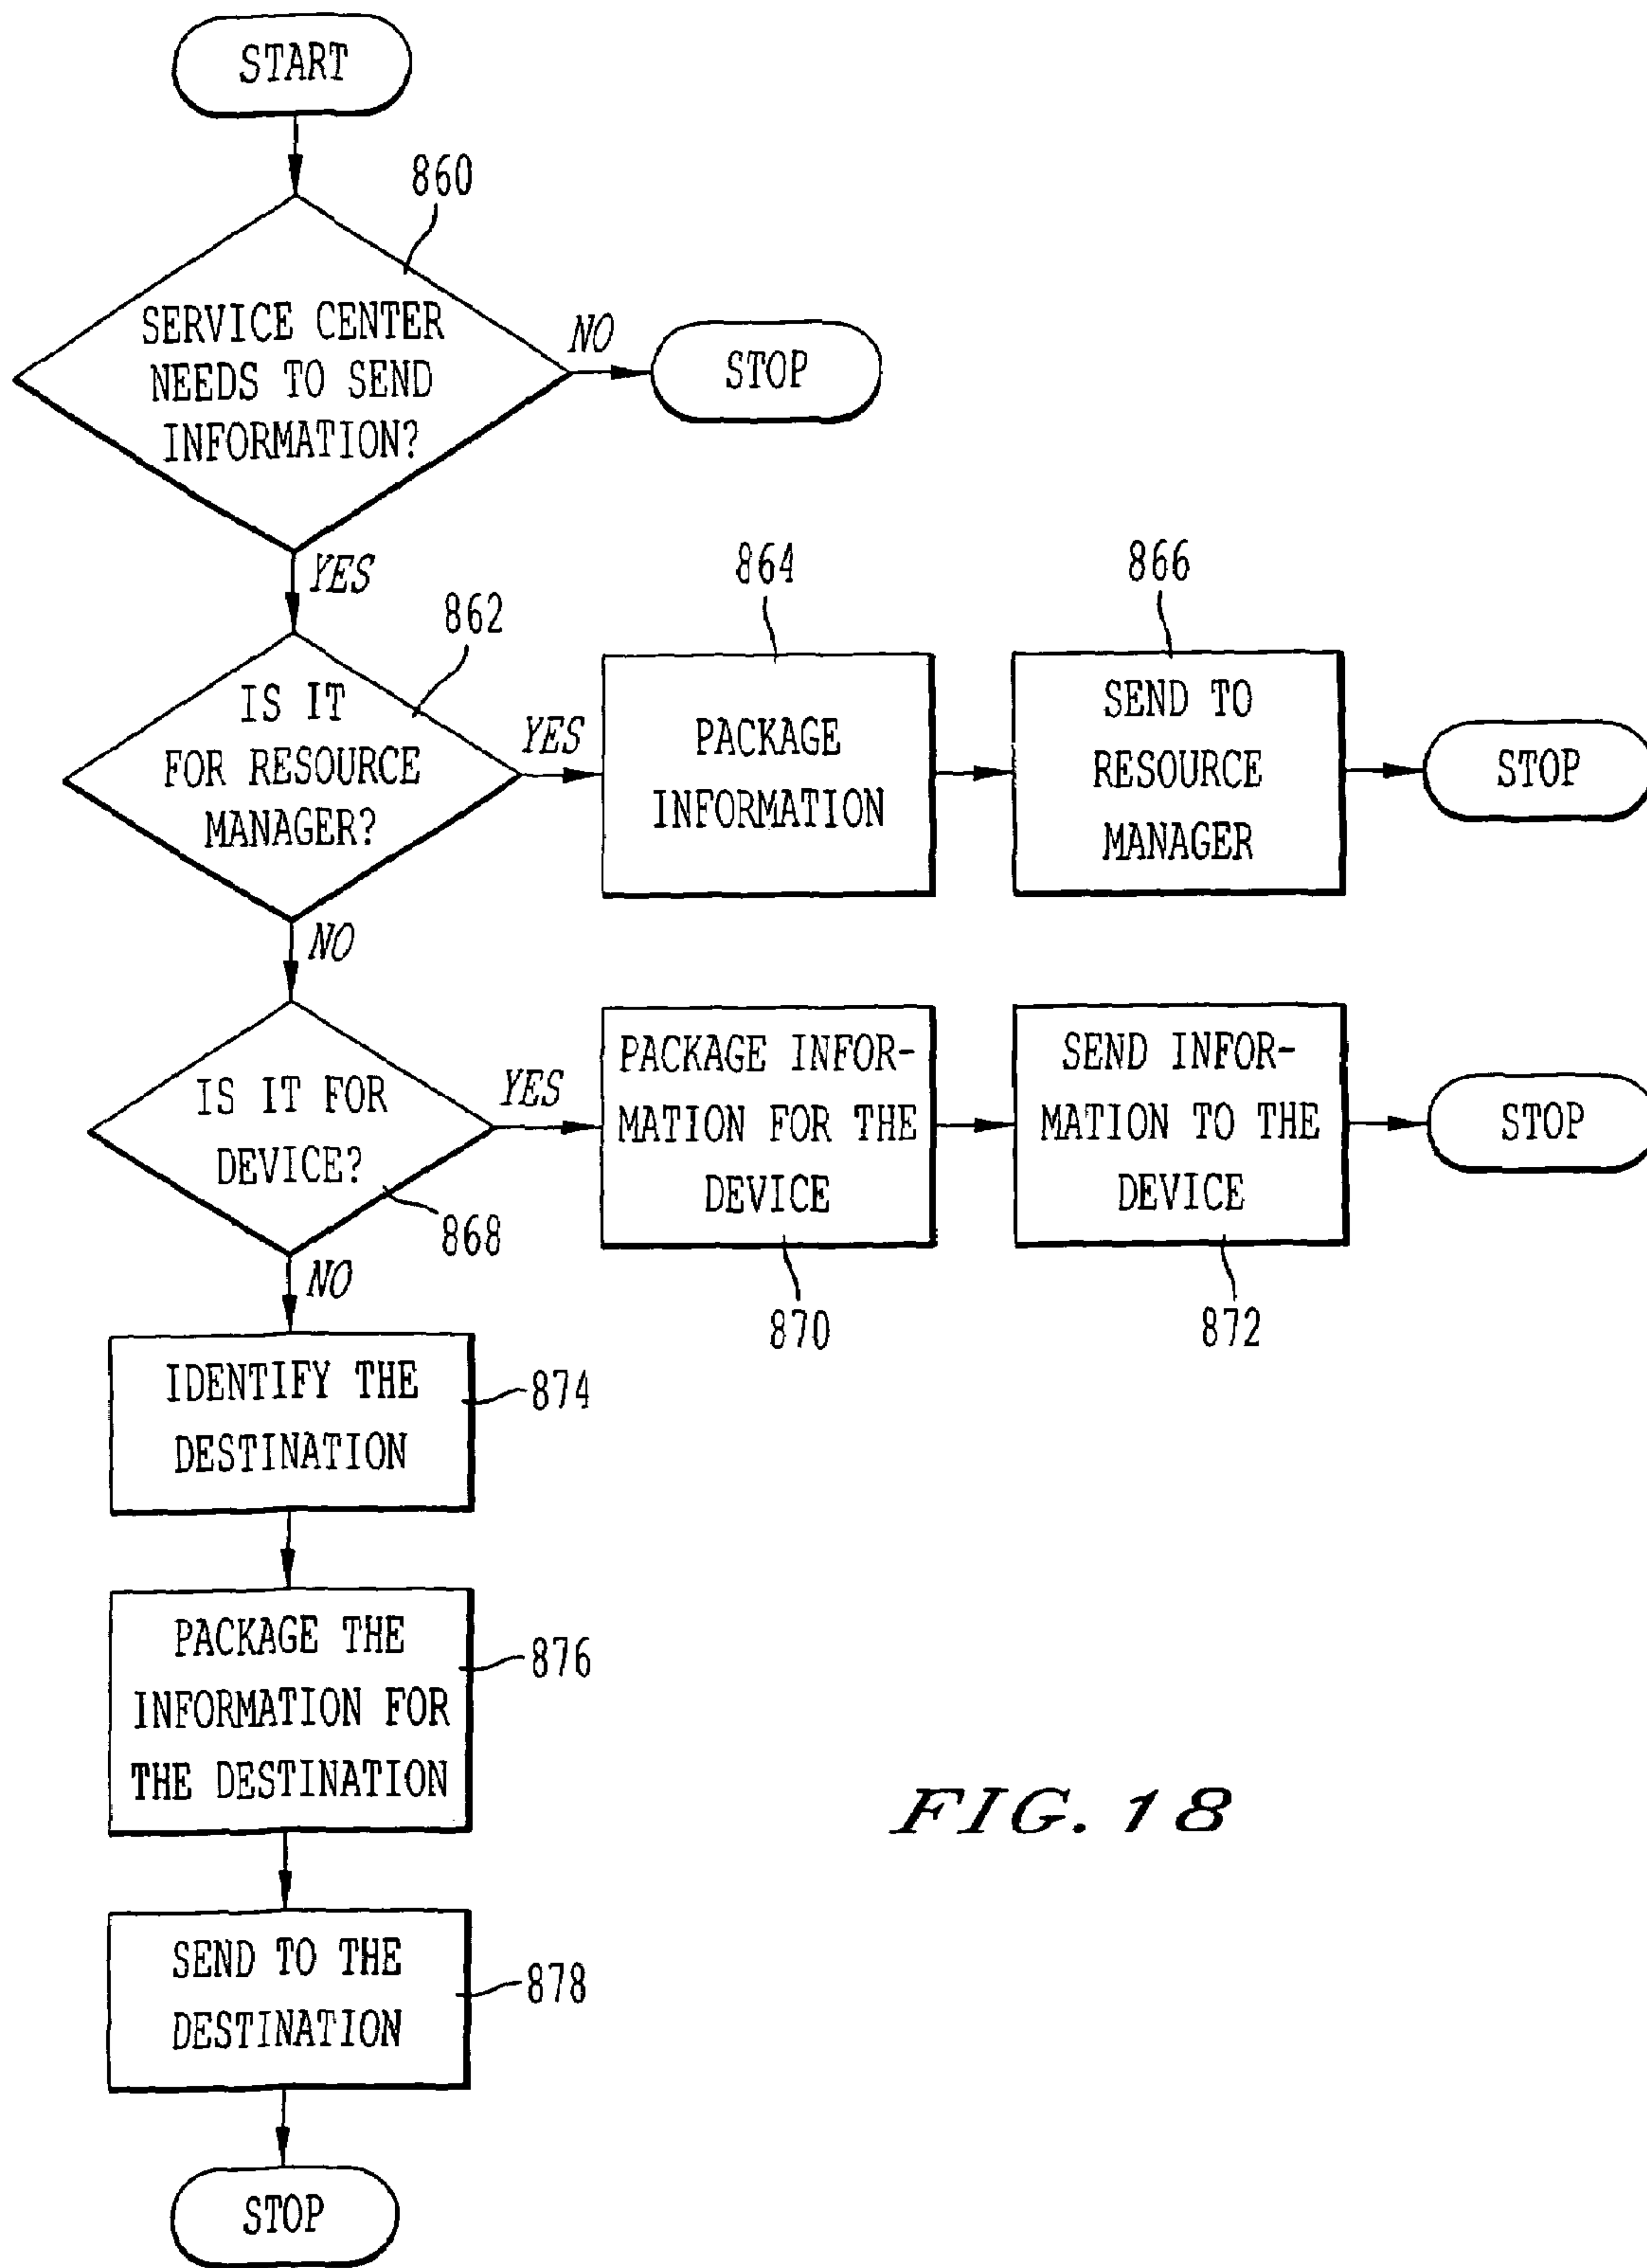 START
860
SERVICE CENTER
NEEDS TO SEND
INFORMATION?
NO
STOP
YES
862
IS IT
FOR RESOURCE
MANAGER?
YES
864
PACKAGE
INFORMATION
866
SEND TO
RESOURCE
MANAGER
STOP
NO
IS IT FOR
DEVICE?
868
YES
PACKAGE INFOR-
MATION FOR THE
DEVICE
870
SEND INFOR-
MATION TO THE
DEVICE
872
STOP
NO
IDENTIFY THE
DESTINATION
874
PACKAGE THE
INFORMATION FOR
THE DESTINATION
876
SEND TO THE
DESTINATION
878
STOP
FIG. 18